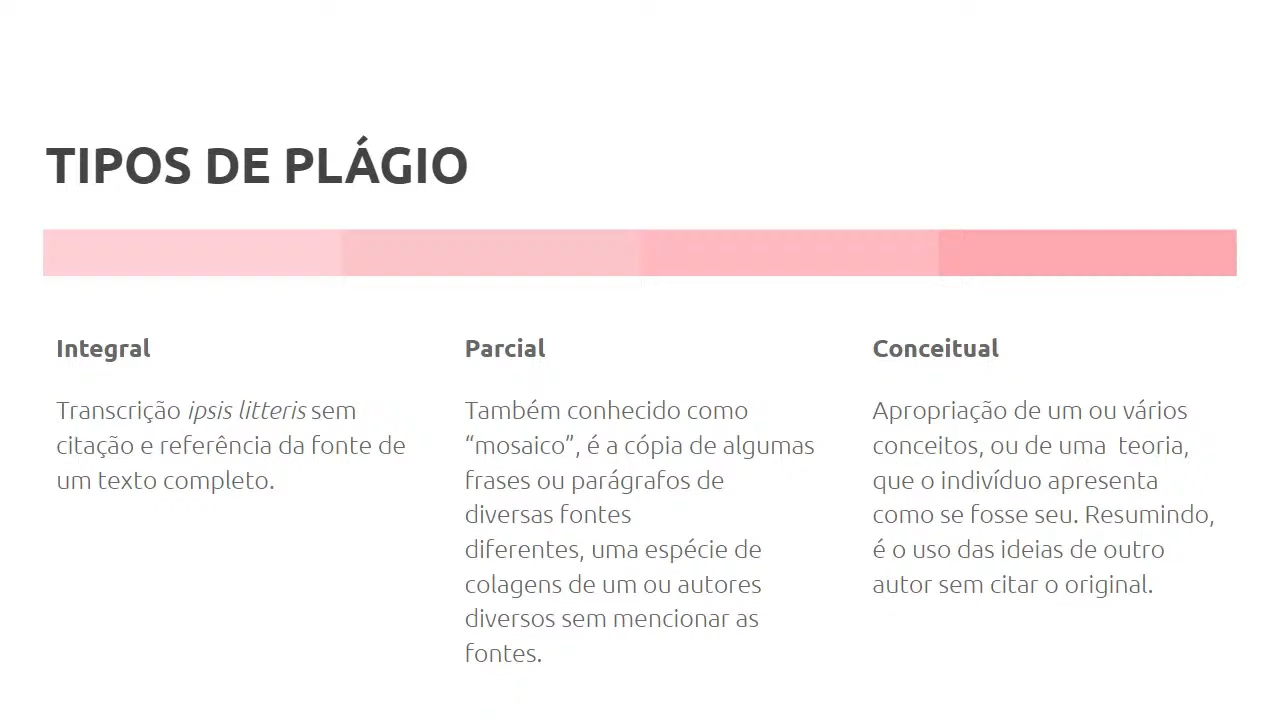 TIPOS DE PLÁGIO
Integral
Transcrição ipsis litteris sem
citação e referência da fonte de
um texto completo.
Parcial
Também conhecido como
“mosaico”, é a cópia de algumas
frases ou parágrafos de
diversas fontes
diferentes, uma espécie de
colagens de um ou autores
diversos sem mencionar as
fontes.
Conceitual
Apropriação de um ou vários
conceitos, ou de uma  teoria,
que o indivíduo apresenta
como se fosse seu. Resumindo,
é o uso das ideias de outro
autor sem citar o original.